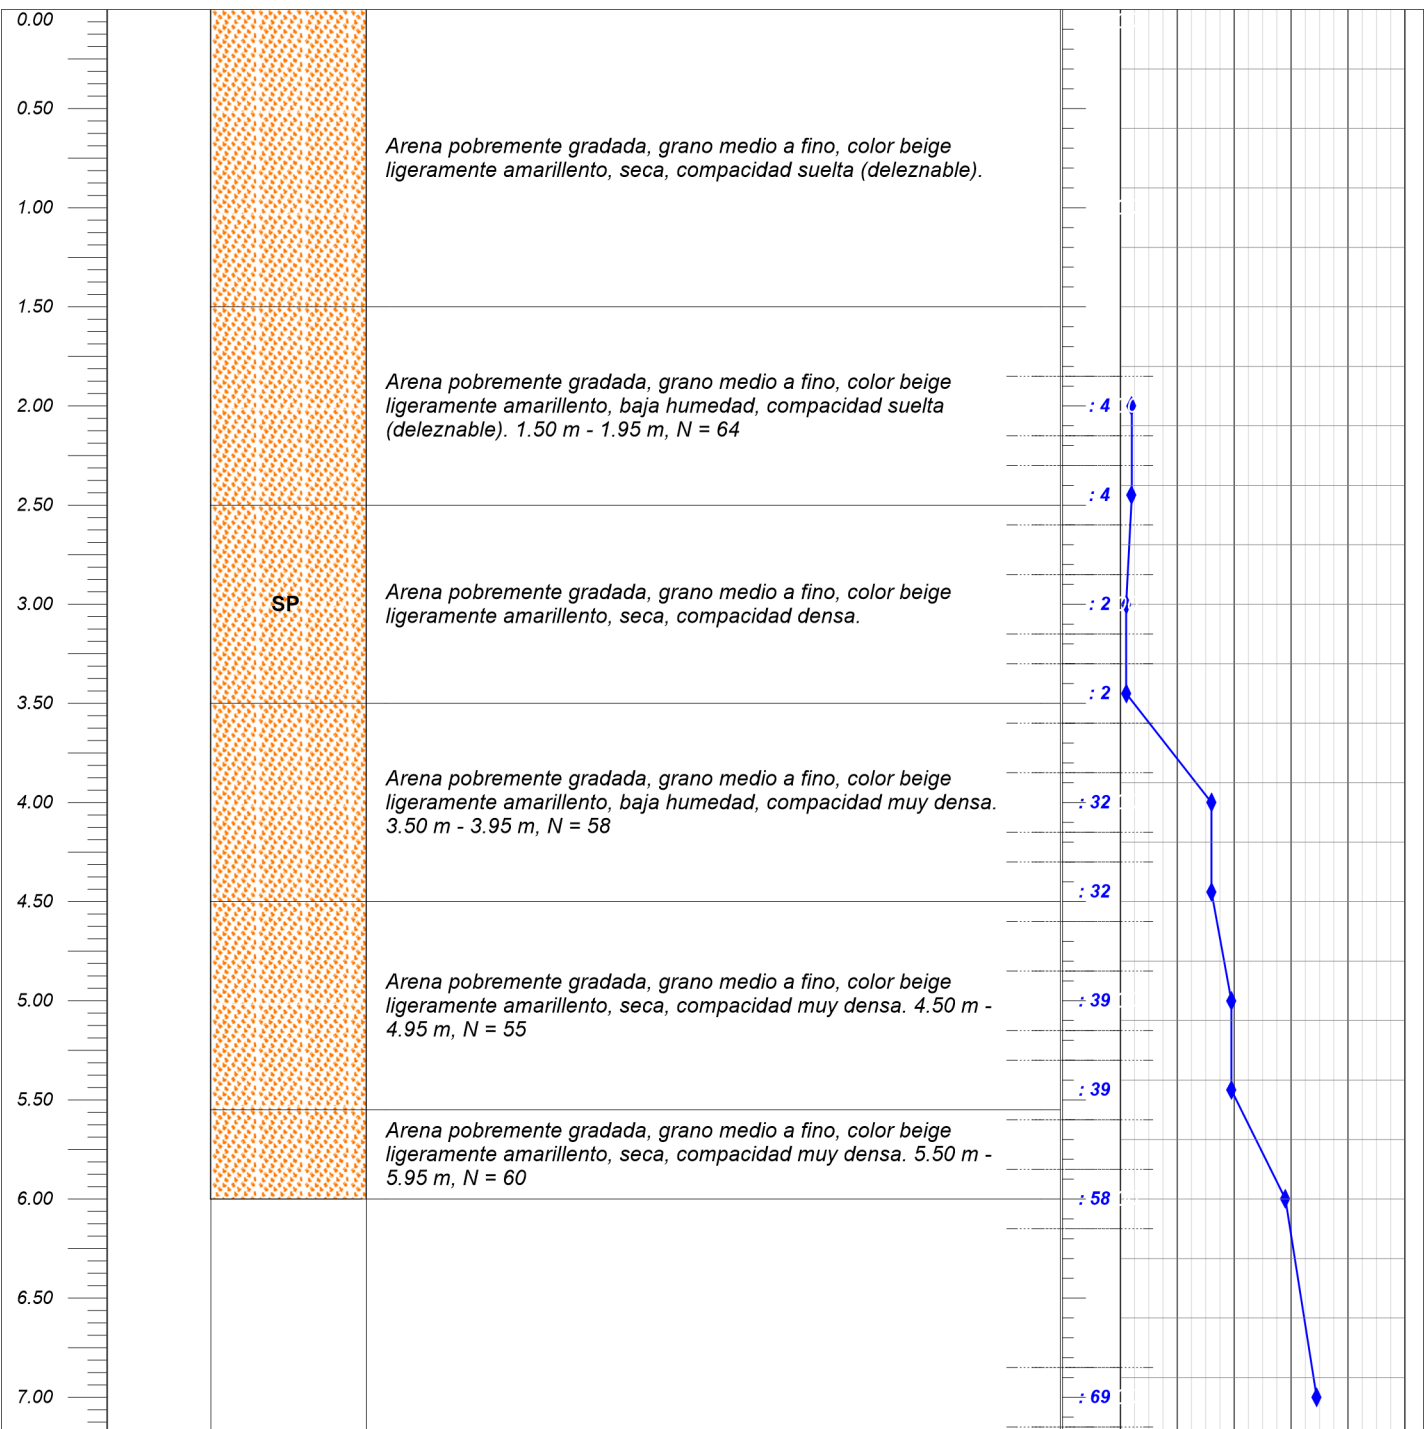 0.00
0.50
Arena pobremente gradada, grano medio a fino, color beige
ligeramente amarillento, seca, compacidad suelta (deleznable).
1.00
1.50
Arena pobremente gradada, grano medio a fino, color beige
ligeramente amarillento, baja humedad, compacidad suelta
(deleznable). 1.50 m - 1.95 m, N = 64
2.00
: 4
2.50
: 4
Arena pobremente gradada, grano medio a fino, color beige
ligeramente amarillento, seca, compacidad densa.
3.00
SP
: 2
3.50
: 2
Arena pobremente gradada, grano medio a fino, color beige
ligeramente amarillento, baja humedad, compacidad muy densa.
3.50 m - 3.95 m, N = 58
4.00
: 32
4.50
: 32
Arena pobremente gradada, grano medio a fino, color beige
ligeramente amarillento, seca, compacidad muy densa. 4.50 m -
4.95 m, N = 55
5.00
: 39
5.50
: 39
Arena pobremente gradada, grano medio a fino, color beige
ligeramente amarillento, seca, compacidad muy densa. 5.50 m -
5.95 m, N = 60
6.00
: 58
6.50
7.00
: 69